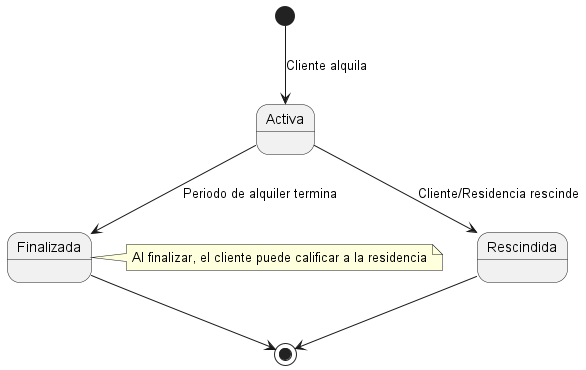 Cliente alquila
Activa
Periodo de alquiler termina
Cliente/Residencia rescinde
Finalizada
Al finalizar, el cliente puede calificar a la residencia
Rescindida